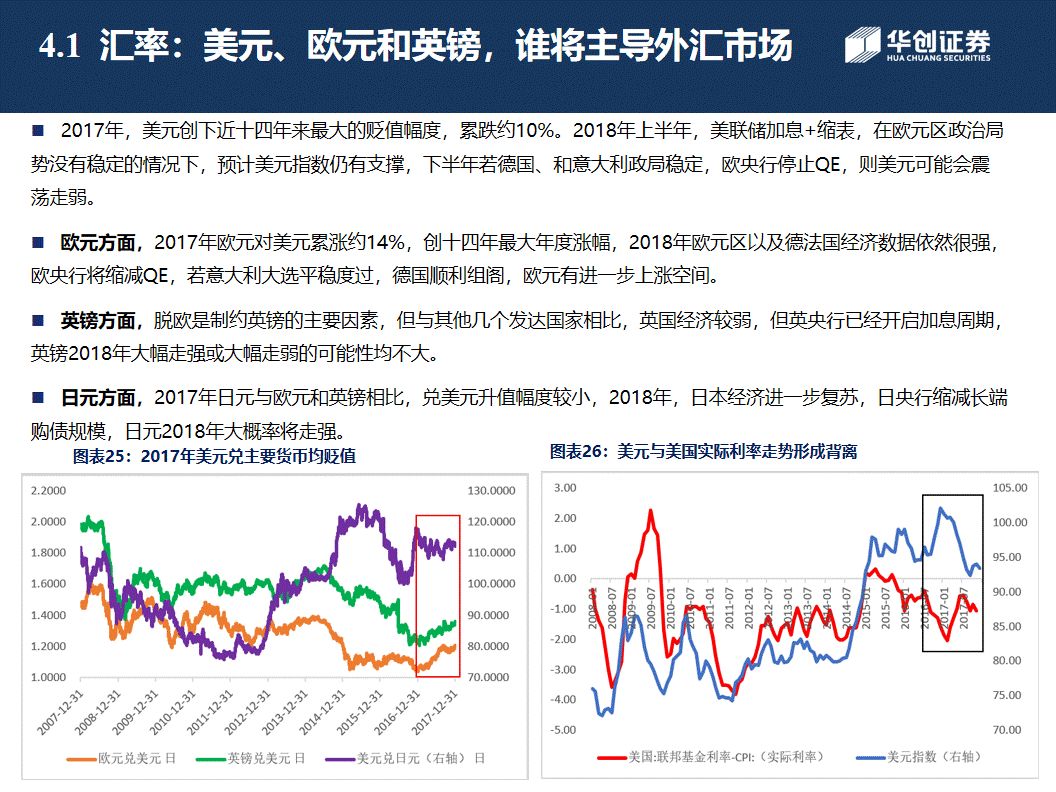 4.1 汇率：美元、欧元和英镑，谁将主导外汇市场
华创证券
HUA CHUANG SECURITIES
■ 2017年，美元创下近十四年来最大的贬值幅度，累跌约10%。2018年上半年，美联储加息+缩表，在欧元区政治局
势没有稳定的情况下，预计美元指数仍有支撑，下半年若德国、和意大利政局稳定，欧央行停止QE，则美元可能会震
荡走弱。
■ 欧元方面，2017年欧元对美元累涨约14%，创十四年最大年度涨幅，2018年欧元区以及德法国经济数据依然很强，
欧央行将缩减QE，若意大利大选平稳度过，德国顺利组阁，欧元有进一步上涨空间。
■ 英镑方面，脱欧是制约英镑的主要因素，但与其他几个发达国家相比，英国经济较弱，但英央行已经开启加息周期，
英镑2018年大幅走强或大幅走弱的可能性均不大。
■ 日元方面，2017年日元与欧元和英镑相比，兑美元升值幅度较小，2018年，日本经济进一步复苏，日央行缩减长端
购债规模，日元2018年大概率将走强。
图表25：2017年美元兑主要货币均贬值
2.2000
2.0000
1.8000
1.6000
1.4000
1.2000
1.0000
130.0000
120.0000
110.0000
100.0000
90.0000
80.0000
70.0000
2007-12-31
2008-12-31
2009-12-31
2010-12-31
2011-12-31
2012-12-31
2013-12-31
2014-12-31
2015-12-31
2016-12-31
2017-12-31
欧元兑美元 日
英镑兑美元 日
美元兑日元（右轴） 日
图表26：美元与美国实际利率走势形成背离
3.00
2.00
1.00
0.00
-1.00
-2.00
-3.00
-4.00
-5.00
105.00
100.00
95.00
90.00
85.00
80.00
75.00
70.00
2008-07
2009-01
2009-07
2011-07
2012-01
2012-07
2013-01
2013-07
2014-01
2014-07
2015-07
2017-01
美国:联邦基金利率-CPI:（实际利率）
美元指数（右轴）